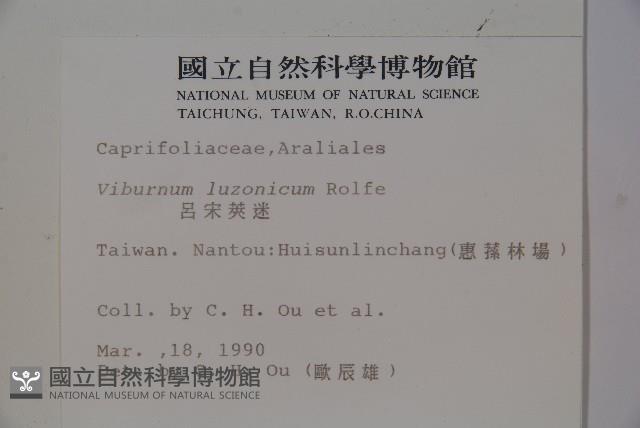 國立自然科學博物館
NATIONAL MUSEUM OF NATURAL SCIENCE
TAICHUNG, TAIWAN, R.O.CHINA
Caprifoliaceae,Araliales
Viburnum luzonicum Rolfe
呂宋莢迷
Taiwan. Nantou:Huisunlinchang(惠蓀林場)
Coll. by C. H. Ou et al.
Mar. ,18, 1990
Ou (歐辰雄)
國立自然科學博物館
NATIONAL MUSEUM OF NATURAL SCIENCE